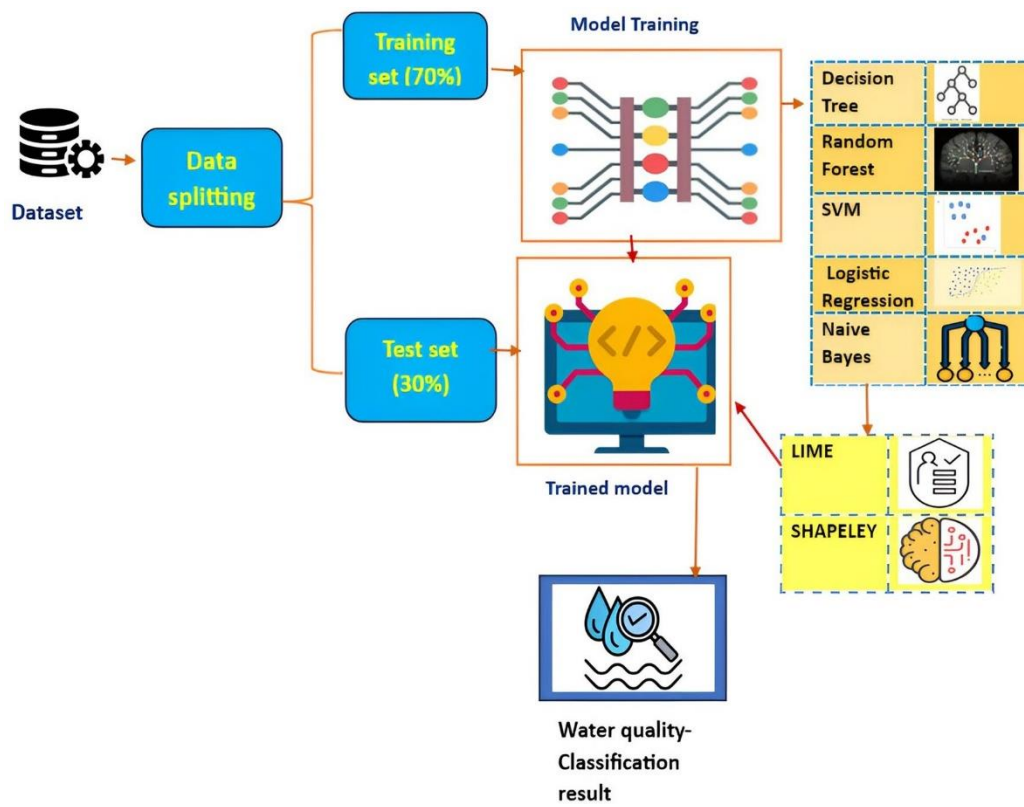 Model Training
Training
set (70%)
Dataset
Data
splitting
Decision
Tree
Random
Forest
SVM
Logistic
Regression
Naive
Bayes
Test set
(30%)
Trained model
LIME
SHAPELEY
Water quality-
Classification
result